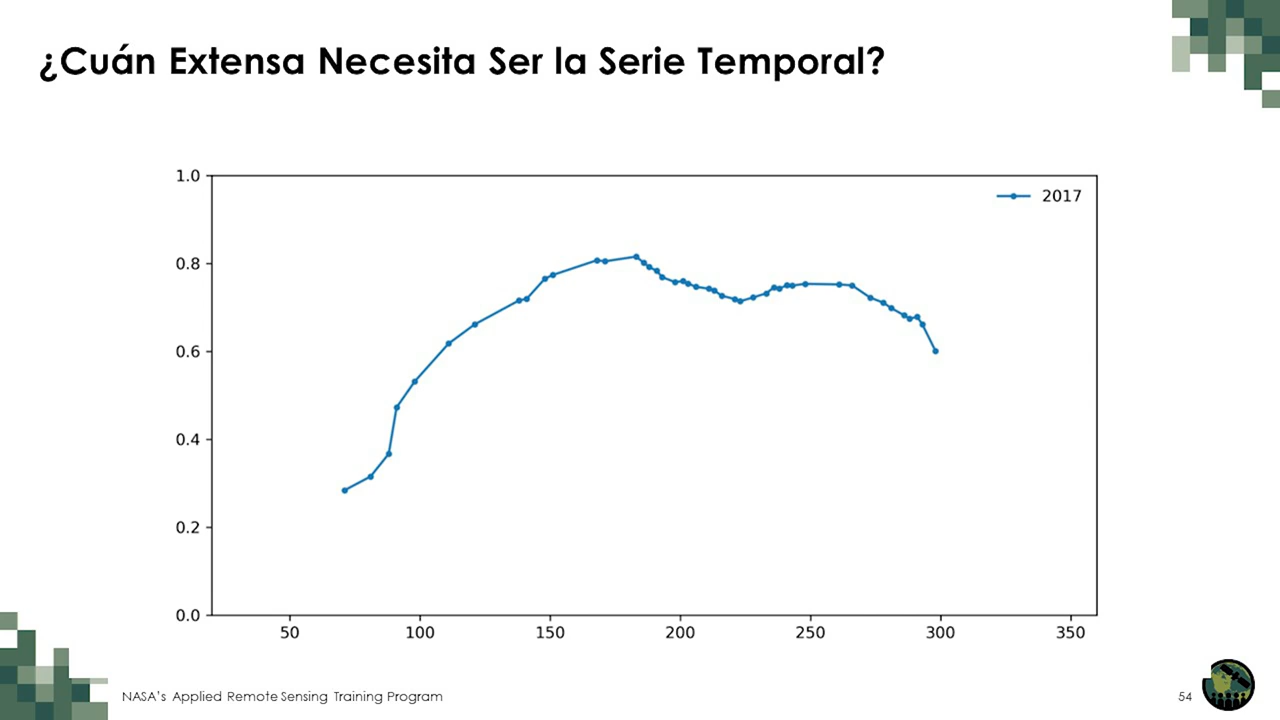 ¿Cuán Extensa Necesita Ser la Serie Temporal?
1.0
2017
0.8
0.6
0.4
0.2
0.0
50 100 150 200 250 300 350
NASA's Applied Remote Sensing Training Program
54